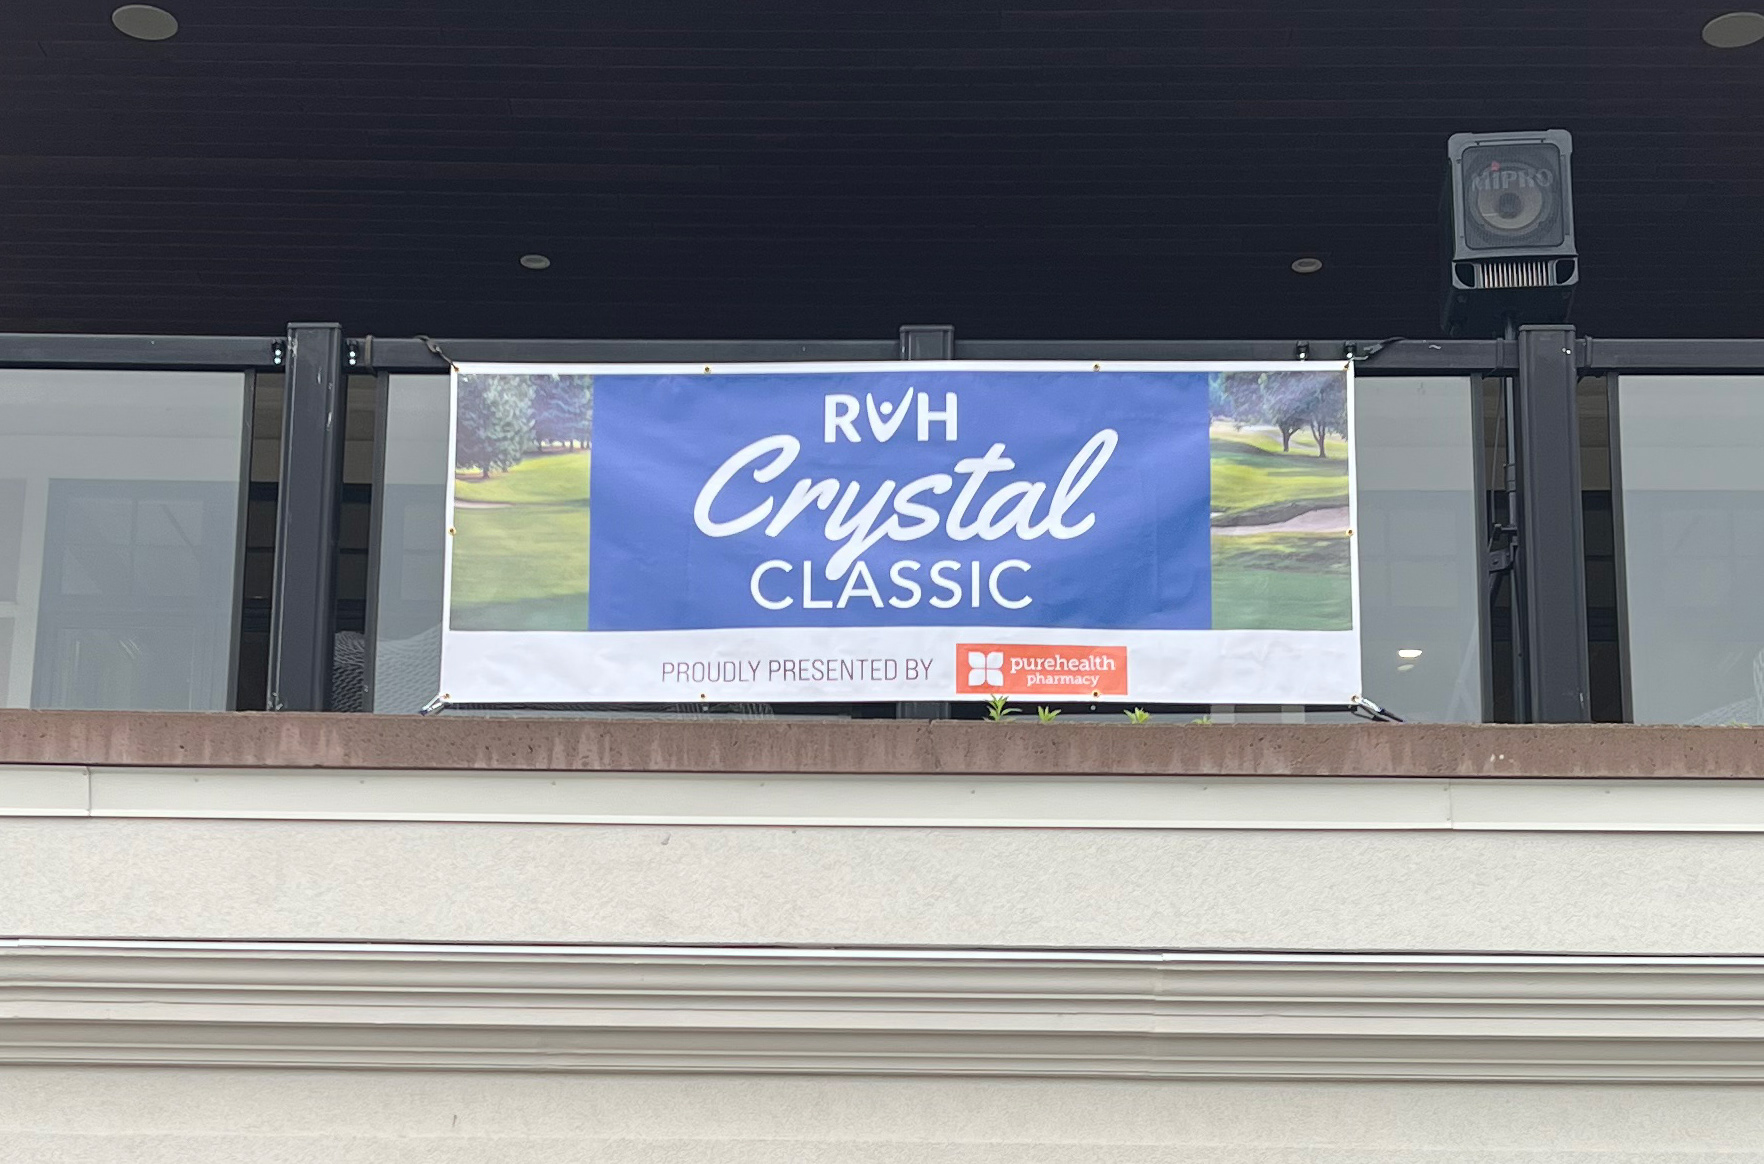 MIPRO
RVH
Crystal
CLASSIC
PROUDLY PRESENTED BY
purehealth
pharmacy